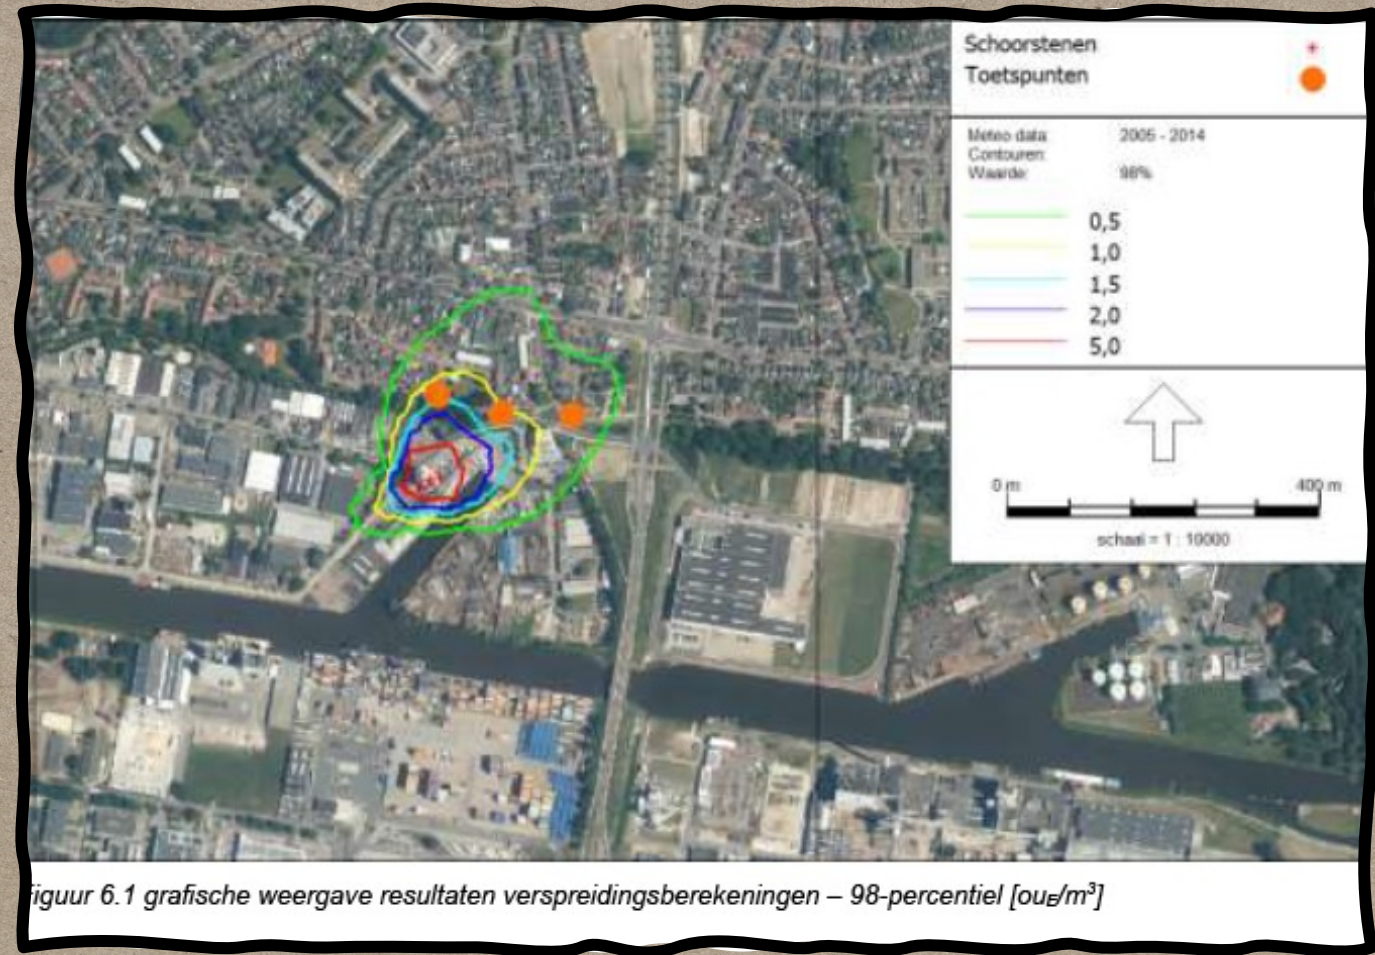 Schoorstenen
Toetspunten
Meteo data: 2005 - 2014
Contouren:
Waarde: 98%
0,5
1,0
1,5
2,0
5,0
0 m 400 m
schaal = 1 : 10000
iguur 6.1 grafische weergave resultaten verspreidingsberekeningen – 98-percentiel [ouE/m³]